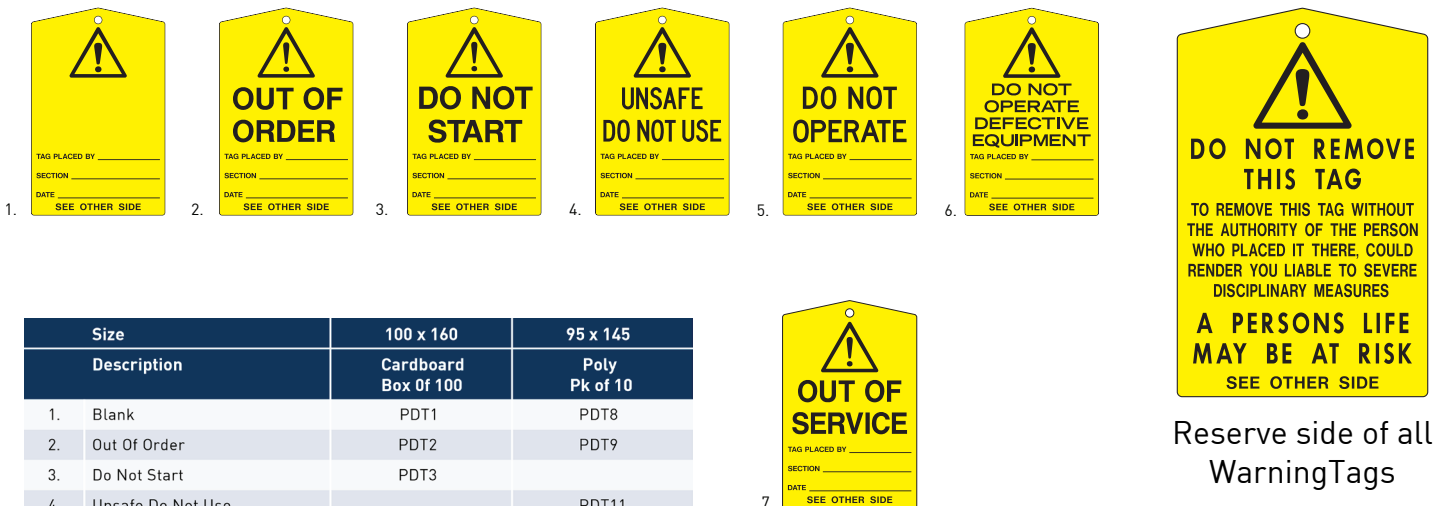 OUT OF
ORDER
DO NOT
START
UNSAFE
DO NOT USE
DO NOT
OPERATE
DO NOT
OPERATE
DEFECTIVE
EQUIPMENT
TAG PLACED BY
SECTION
DATE
SEE OTHER SIDE
1.
TAG PLACED BY
SECTION
DATE
SEE OTHER SIDE
2.
TAG PLACED BY
SECTION
DATE
SEE OTHER SIDE
3.
TAG PLACED BY
SECTION
DATE
SEE OTHER SIDE
4.
TAG PLACED BY
SECTION
DATE
SEE OTHER SIDE
5.
TAG PLACED BY
SECTION
DATE
SEE OTHER SIDE
6.
DO NOT REMOVE
THIS TAG
TO REMOVE THIS TAG WITHOUT
THE AUTHORITY OF THE PERSON
WHO PLACED IT THERE, COULD
RENDER YOU LIABLE TO SEVERE
DISCIPLINARY MEASURES
A PERSONS LIFE
MAY BE AT RISK
SEE OTHER SIDE
Reserve side of all
WarningTags
Size 100 x 160 95 x 145
Description Cardboard Poly
Box Of 100 Pk of 10
1. Blank PDT1 PDT8
2. Out Of Order PDT2 PDT9
3. Do Not Start PDT3
4. Unsafe Do Not Use PDT11
OUT OF
SERVICE
TAG PLACED BY
SECTION
DATE
SEE OTHER SIDE
7.